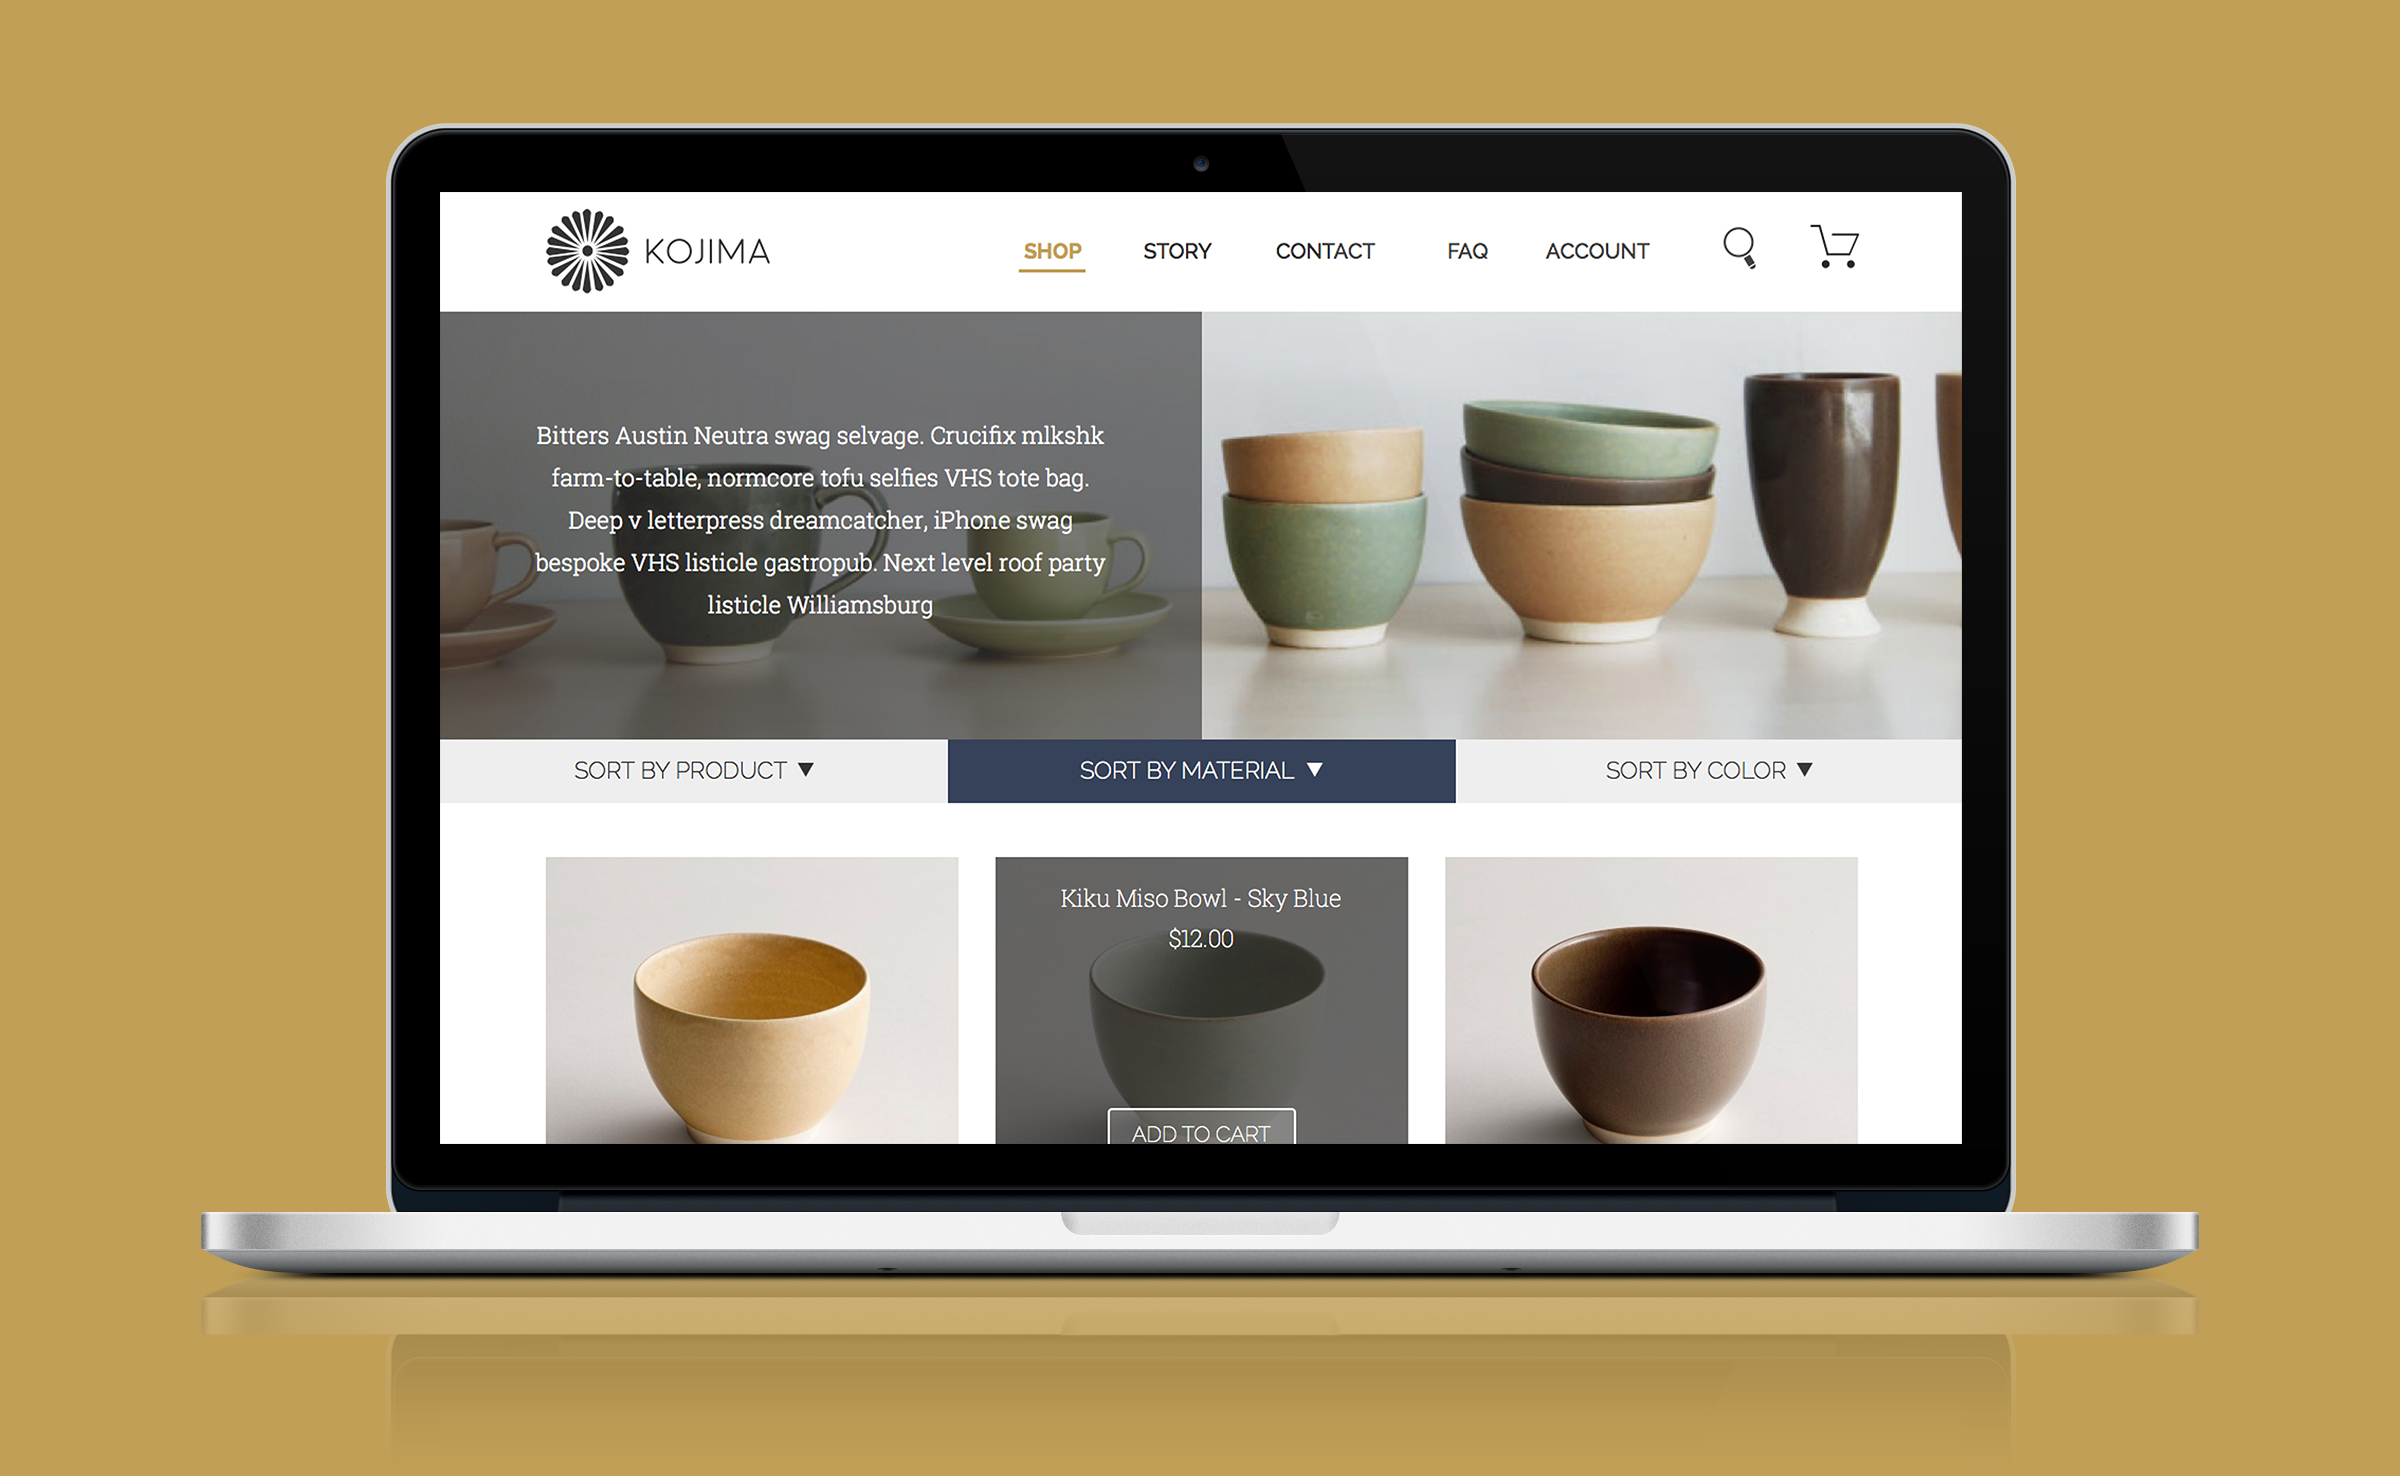 KOJIMA
SHOP
STORY
CONTACT
FAQ
ACCOUNT
Bitters Austin Neutra swag selvage. Crucifix mlkshk
farm-to-table, normcore tofu selfies VHS tote bag.
Deep v letterpress dreamcatcher, iPhone swag
bespoke VHS listicle gastropub. Next level roof party
listicle Williamsburg
SORT BY PRODUCT ▼
SORT BY MATERIAL ▼
SORT BY COLOR ▼
Kiku Miso Bowl - Sky Blue
$12.00
ADD TO CART